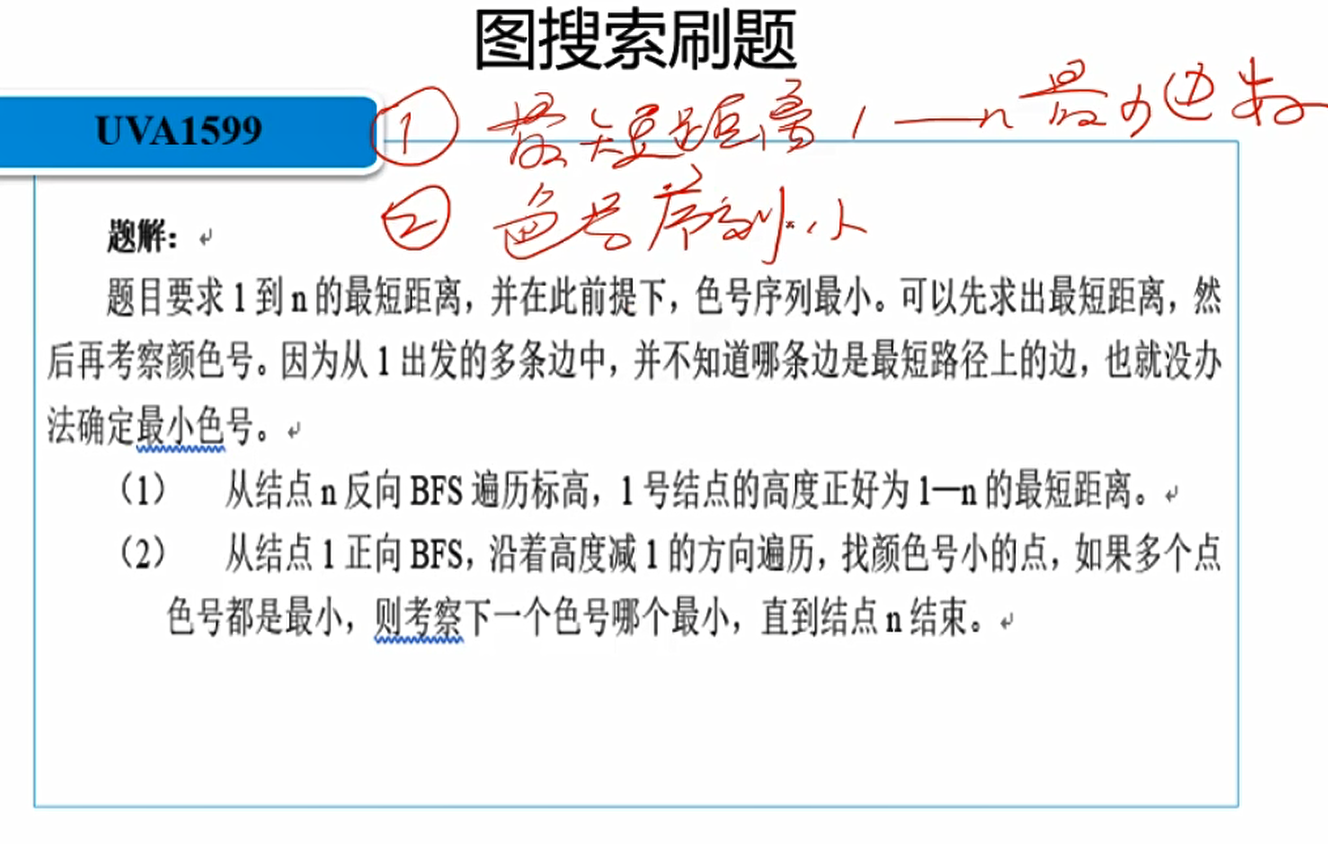 图搜索刷题
UVA1599
① 最短距离 1 — n 最少边数
② 色号序列小
题解：
题目要求 1 到 n 的最短距离，并在此前提下，色号序列最小。可以先求出最短距离，然
后再考察颜色号。因为从 1 出发的多条边中，并不知道哪条边是最短路径上的边，也就没办
法确定最小色号。
（1） 从结点 n 反向 BFS 遍历标高，1 号结点的高度正好为 1—n 的最短距离。
（2） 从结点 1 正向 BFS，沿着高度减 1 的方向遍历，找颜色号小的点，如果多个点
色号都是最小，则考察下一个色号哪个最小，直到结点 n 结束。